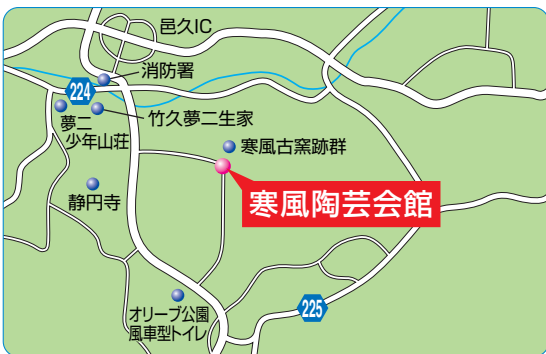 邑久IC
消防署
224
夢二
少年山荘
竹久夢二生家
寒風古窯跡群
寒風陶芸会館
静円寺
オリーブ公園
風車型トイレ
225